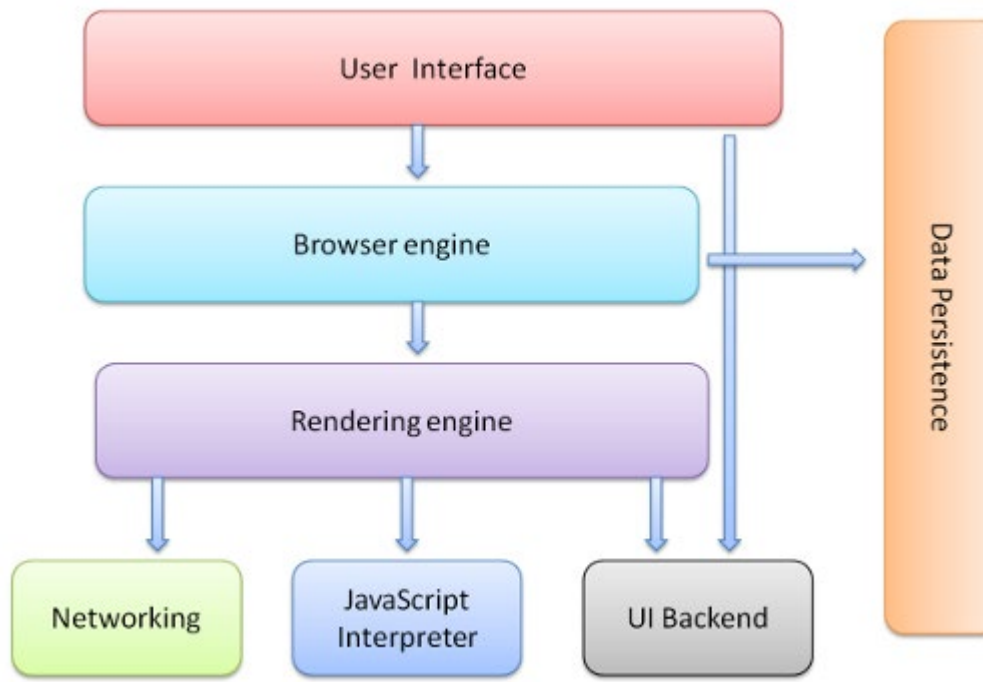 User Interface
Browser engine
Data Persistence
Rendering engine
Networking
JavaScript
Interpreter
UI Backend